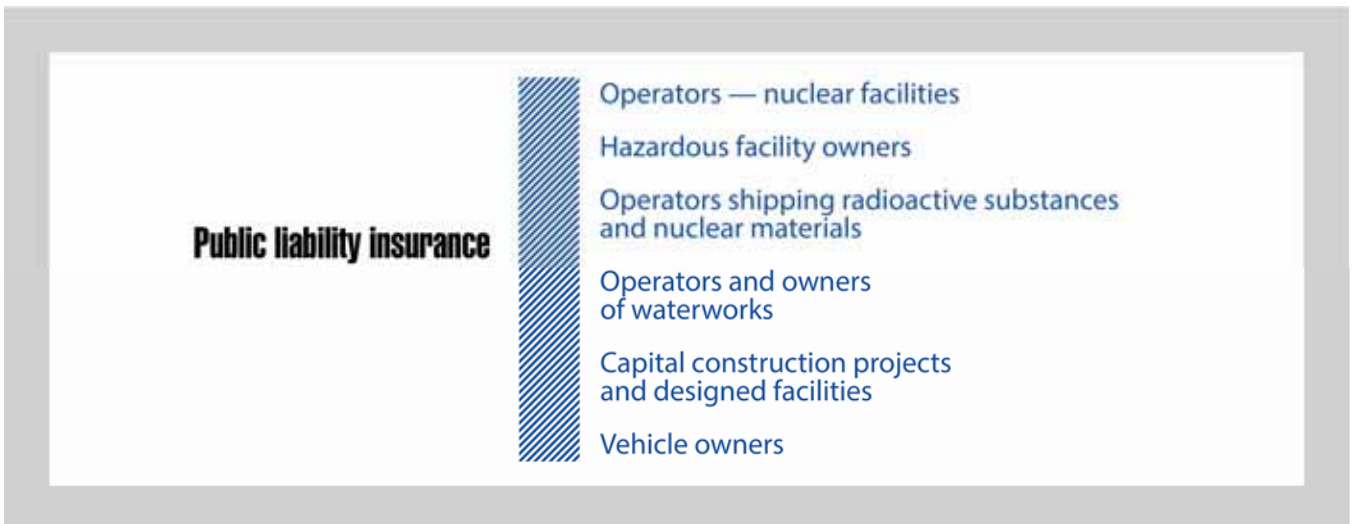 Public liability insurance
Operators — nuclear facilities
Hazardous facility owners
Operators shipping radioactive substances
and nuclear materials
Operators and owners
of waterworks
Capital construction projects
and designed facilities
Vehicle owners